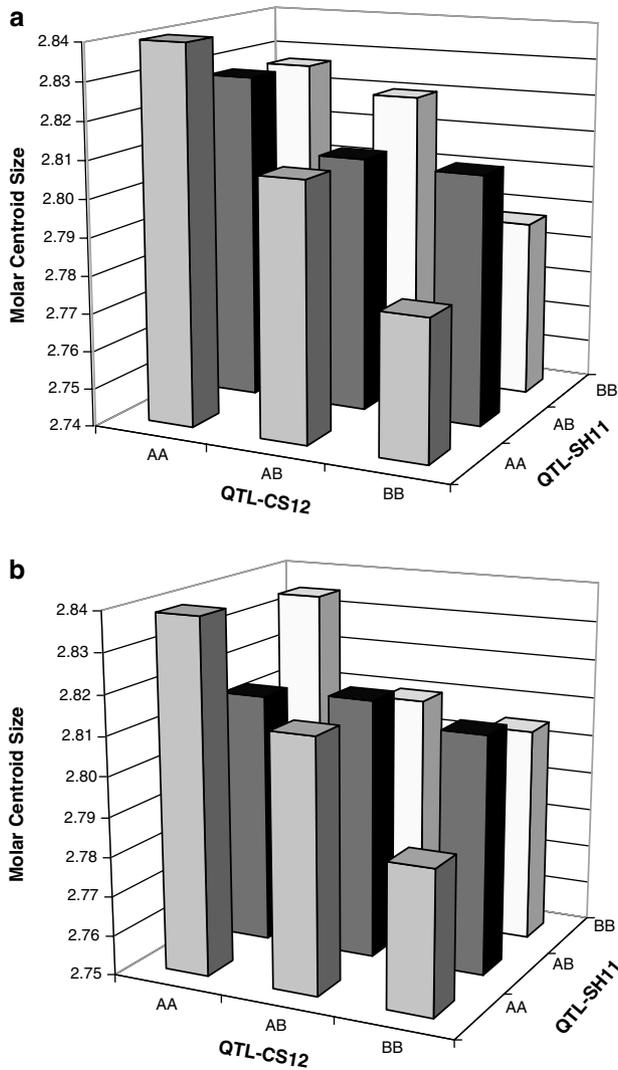 a
2.84
2.83
2.82
2.81
2.80
2.79
2.78
2.77
2.76
2.75
2.74
Molar Centroid Size
AA
AB
BB
QTL-CS12
AA
AB
BB
QTL-SH11
b
2.84
2.83
2.82
2.81
2.80
2.79
2.78
2.77
2.76
2.75
Molar Centroid Size
AA
AB
BB
QTL-CS12
AA
AB
BB
QTL-SH11